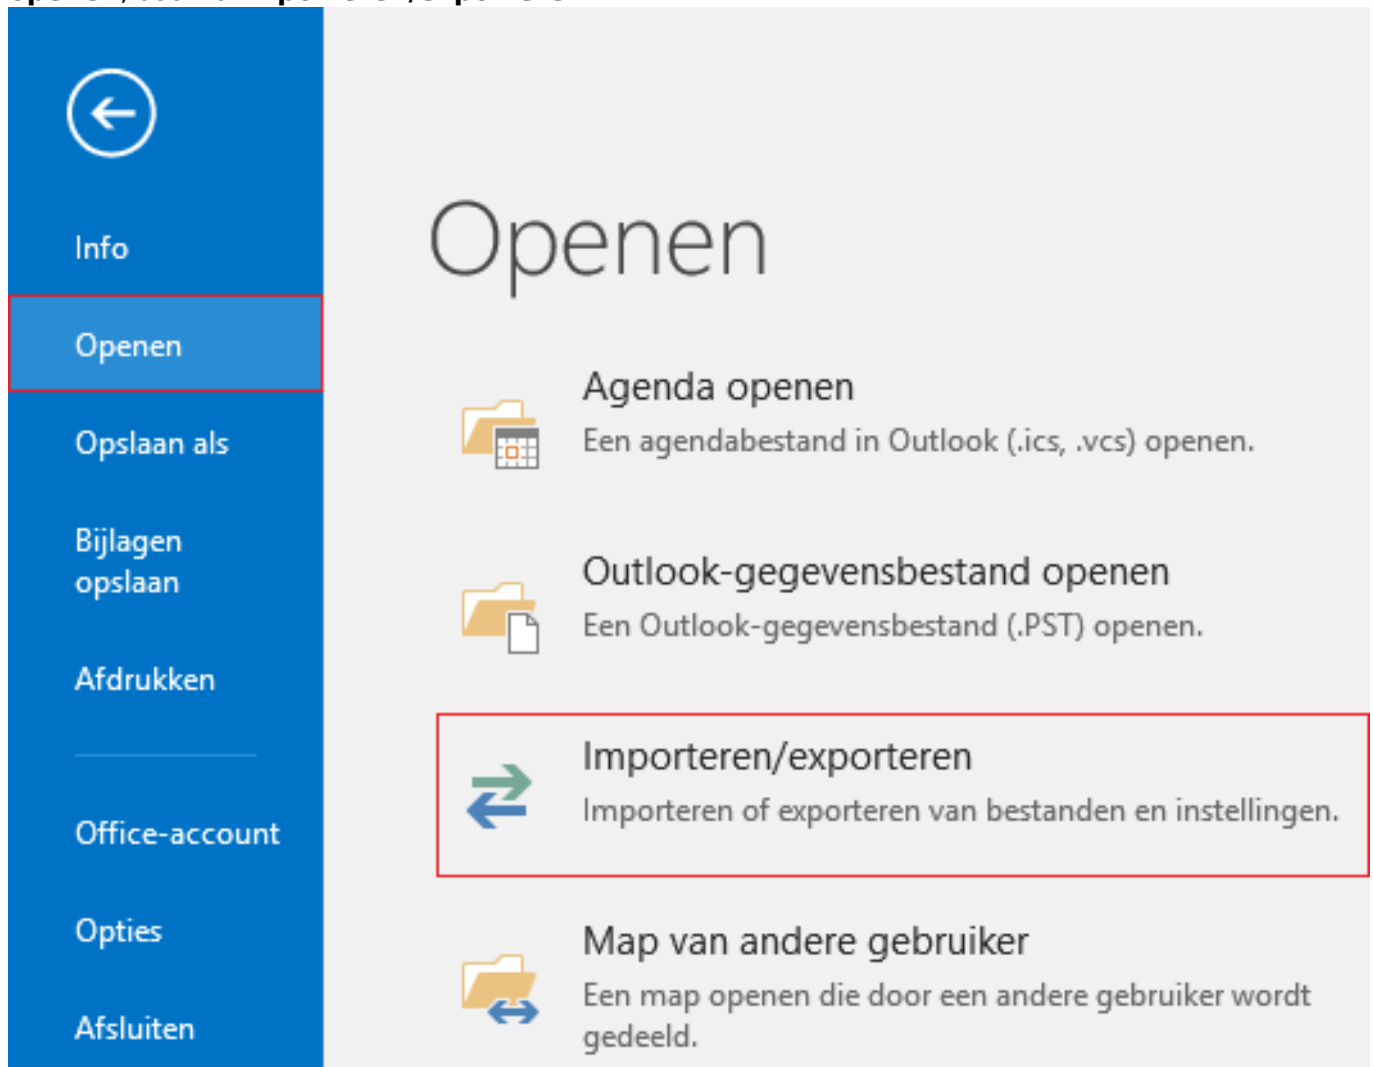 Info
Openen
Opslaan als
Bijlagen
opslaan
Afdrukken
Office-account
Opties
Afsluiten
Openen
Agenda openen
Een agendabestand in Outlook (.ics, .vcs) openen.
Outlook-gegevensbestand openen
Een Outlook-gegevensbestand (.PST) openen.
Importeren/exporteren
Importeren of exporteren van bestanden en instellingen.
Map van andere gebruiker
Een map openen die door een andere gebruiker wordt
gedeeld.